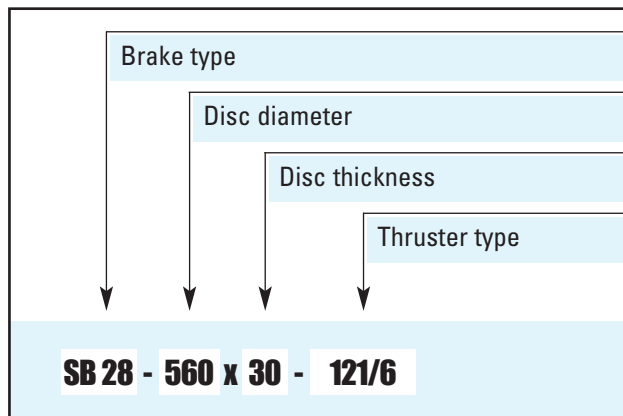 Brake type
Disc diameter
Disc thickness
Thruster type
SB 28 - 560 x 30 - 121/6